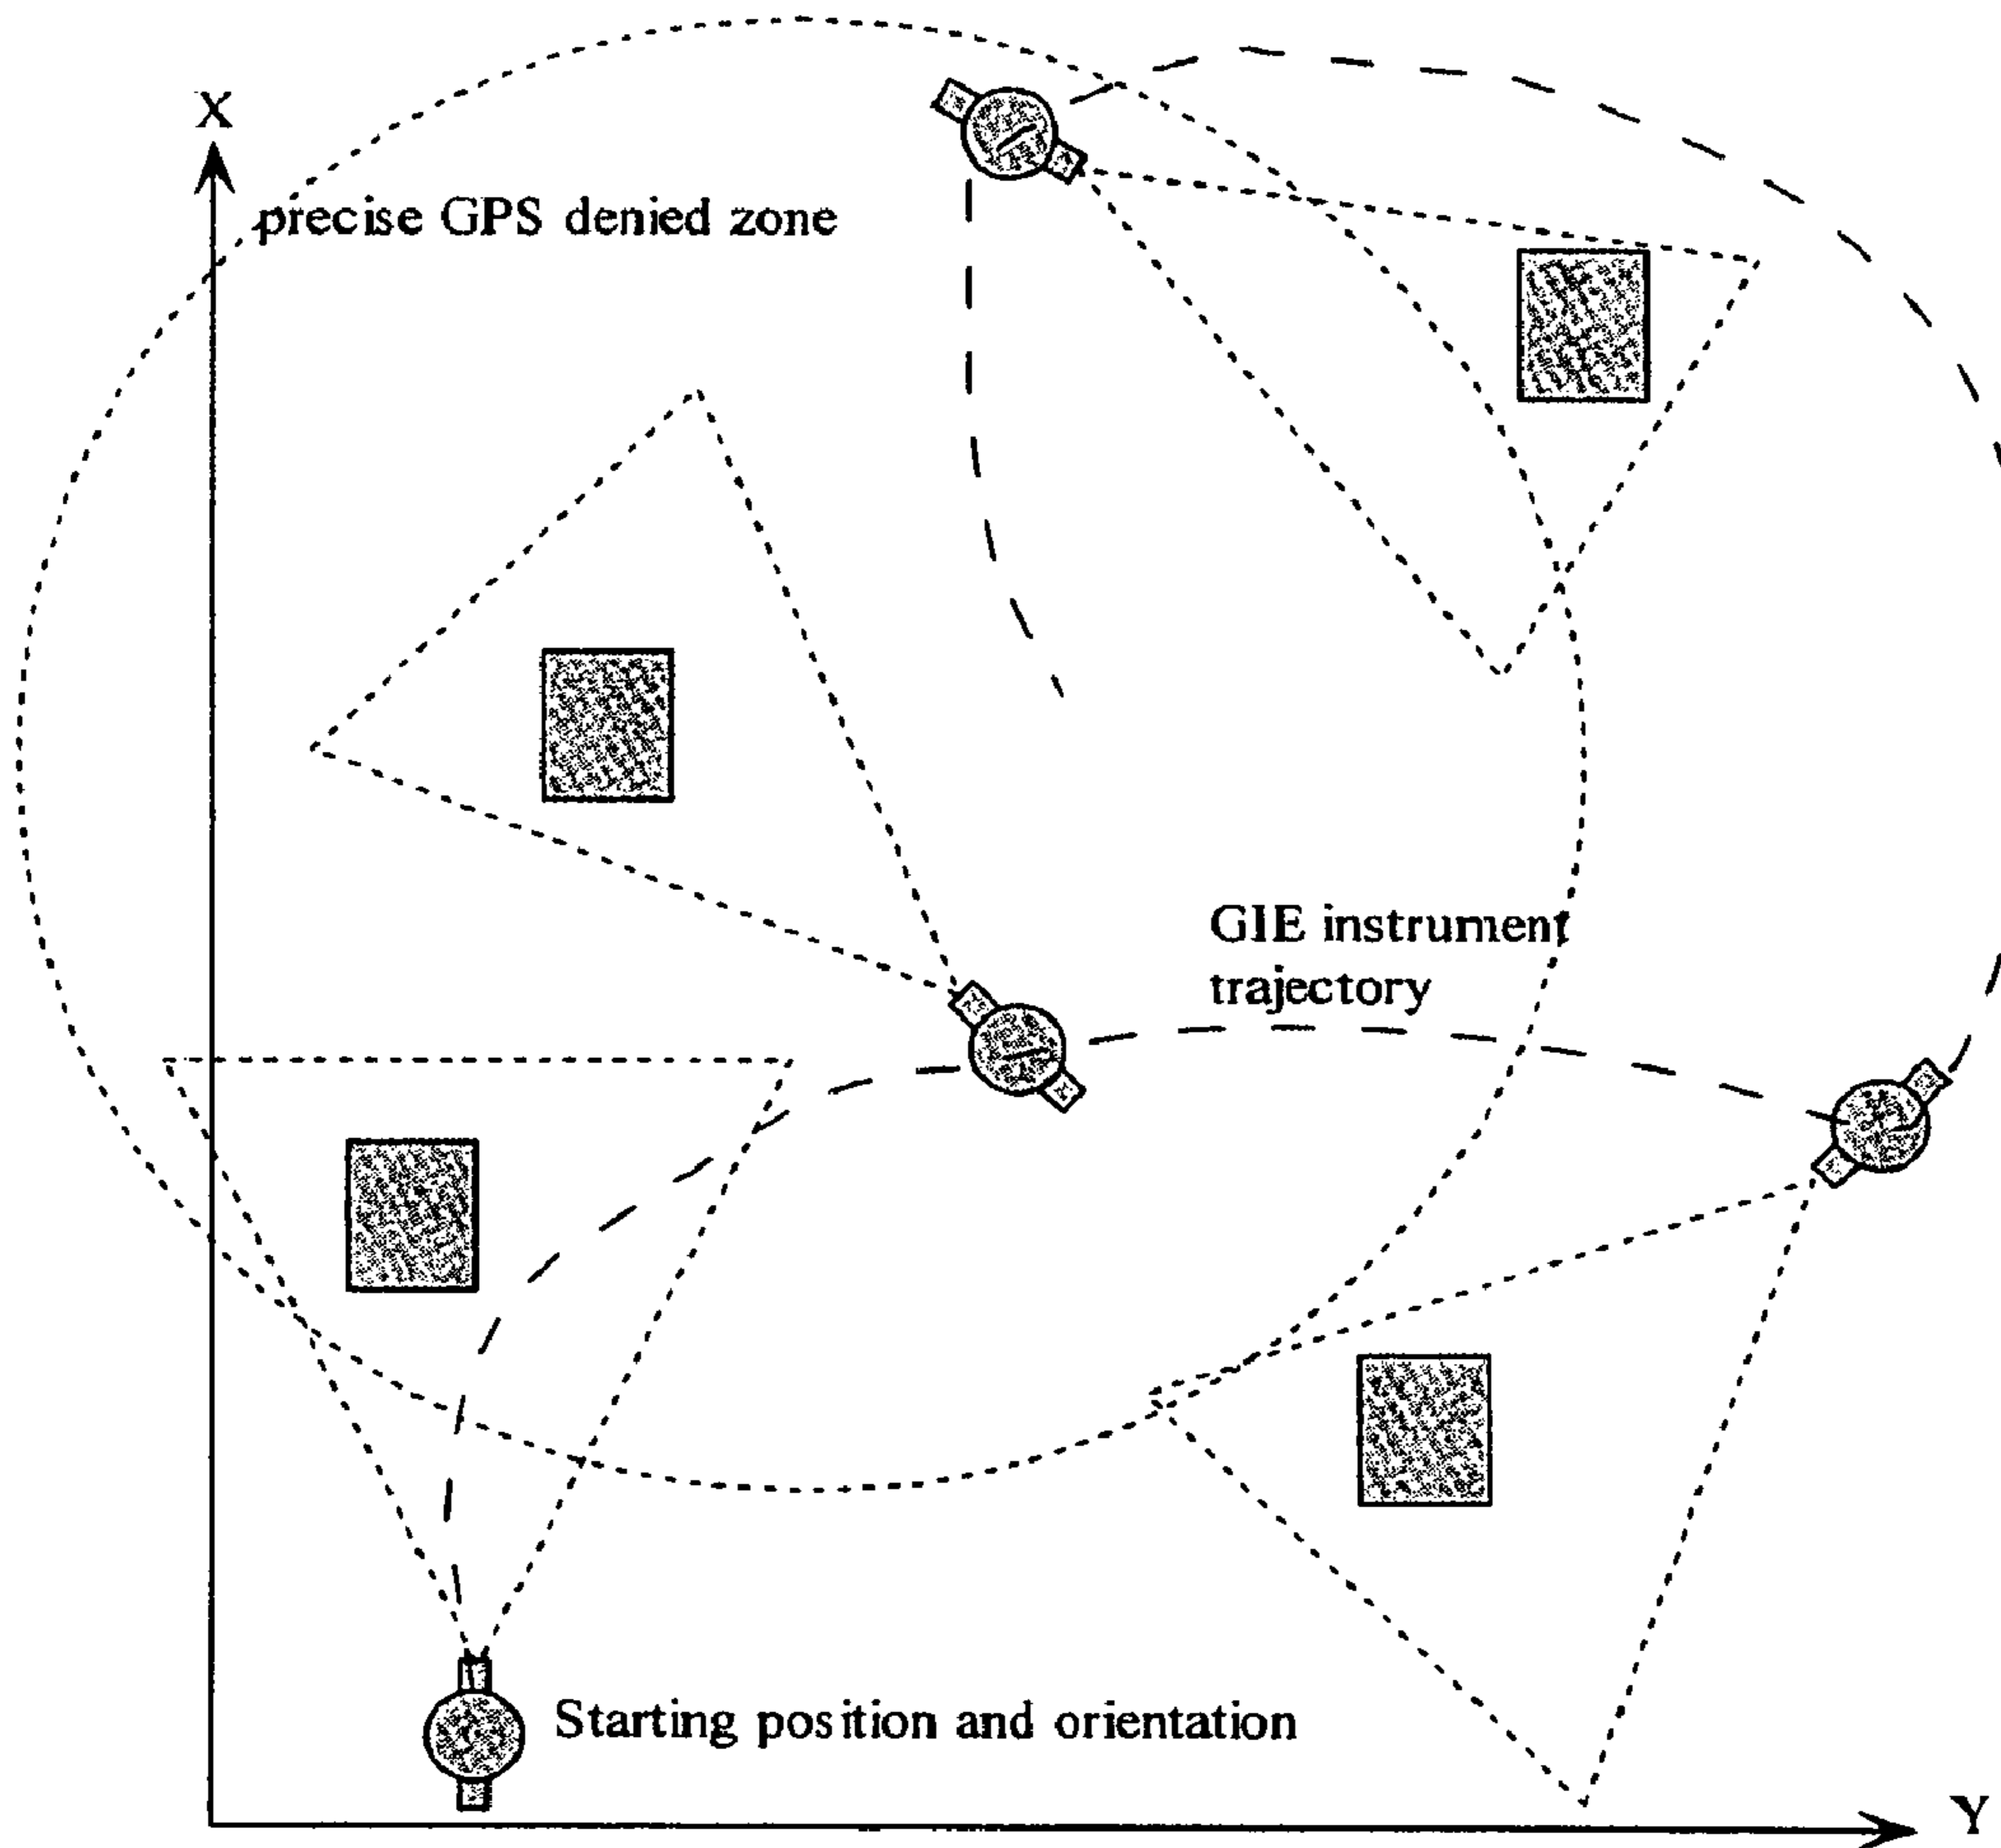 X
precise GPS denied zone
GIE instrument
trajectory
Starting position and orientation
Y